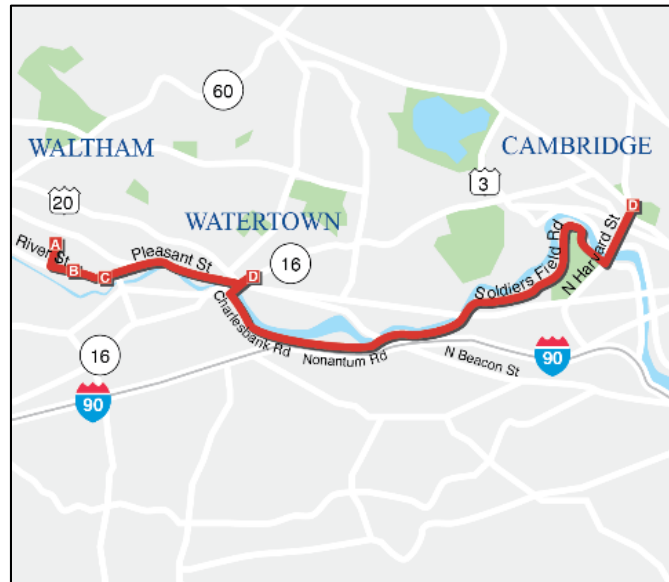 60
WALTHAM
CAMBRIDGE
3
20
WATERTOWN
D
A
River St
B
C
Pleasant St
D
16
Soldiers Field Rd
N Harvard St
Charlesbank Rd
Nonantum Rd
N Beacon St
90
16
90